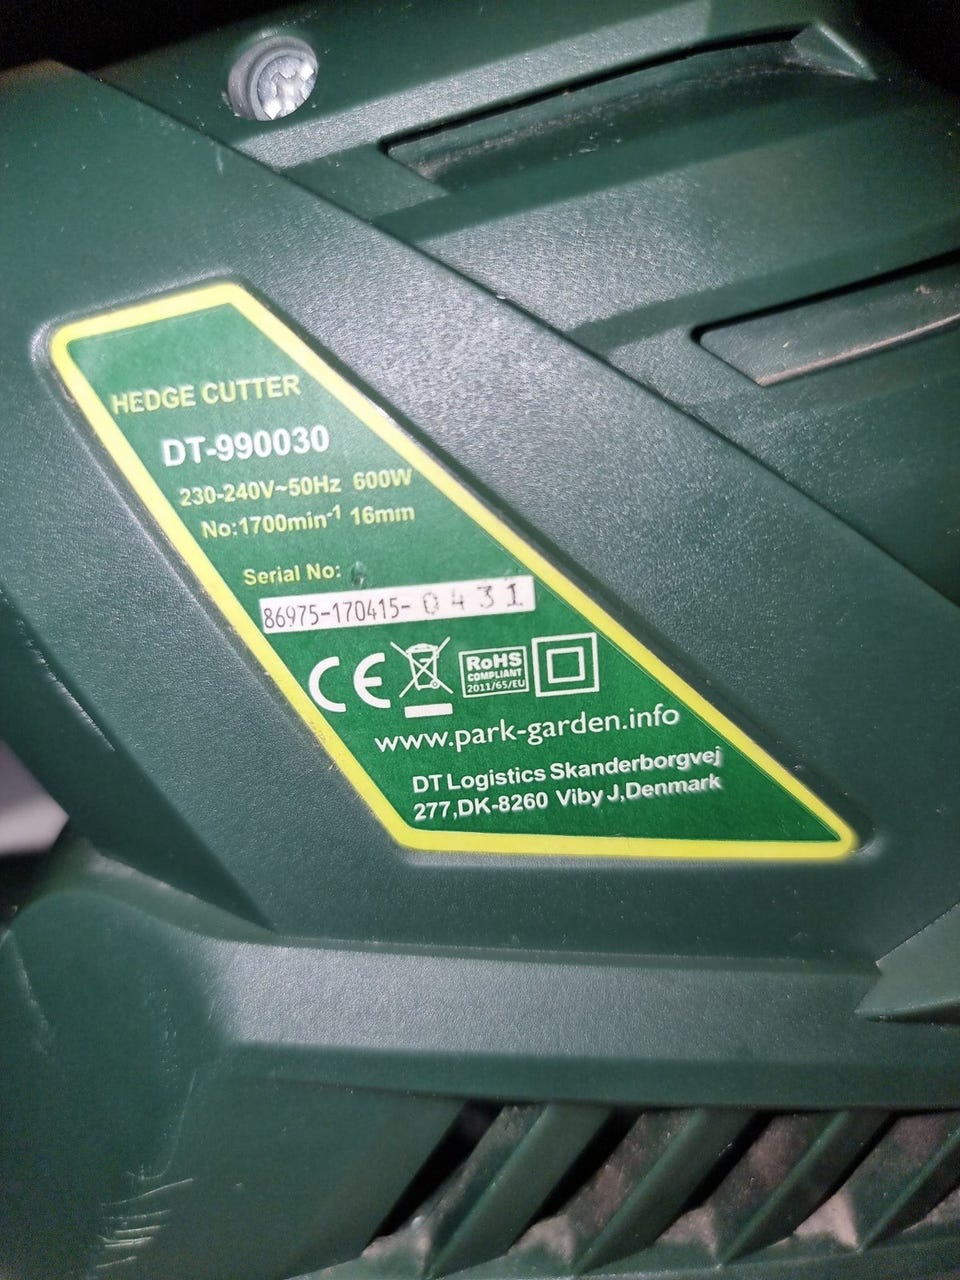 HEDGE CUTTER
DT-990030
230-240V~50Hz 600W
No:1700min-1 16mm
Serial No:
86975-170415- 0431
CE
RoHS
COMPLIANT
2011/65/EU
www.park-garden.info
DT Logistics Skanderborgvej
277,DK-8260 Viby J,Denmark